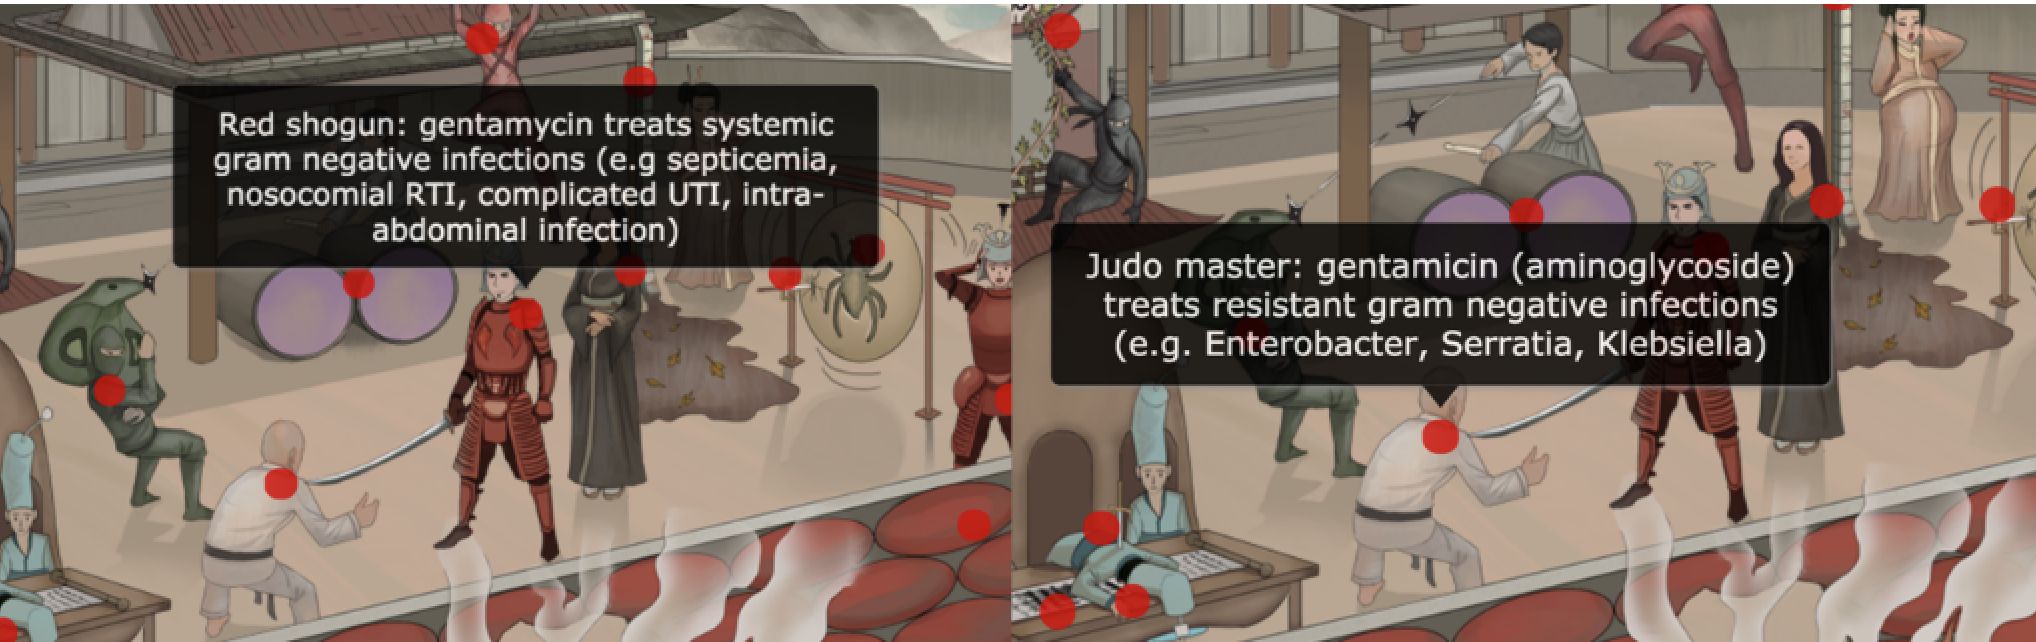 Red shogun: gentamycin treats systemic
gram negative infections (e.g septicemia,
nosocomial RTI, complicated UTI, intra-
abdominal infection)
Judo master: gentamicin (aminoglycoside)
treats resistant gram negative infections
(e.g. Enterobacter, Serratia, Klebsiella)